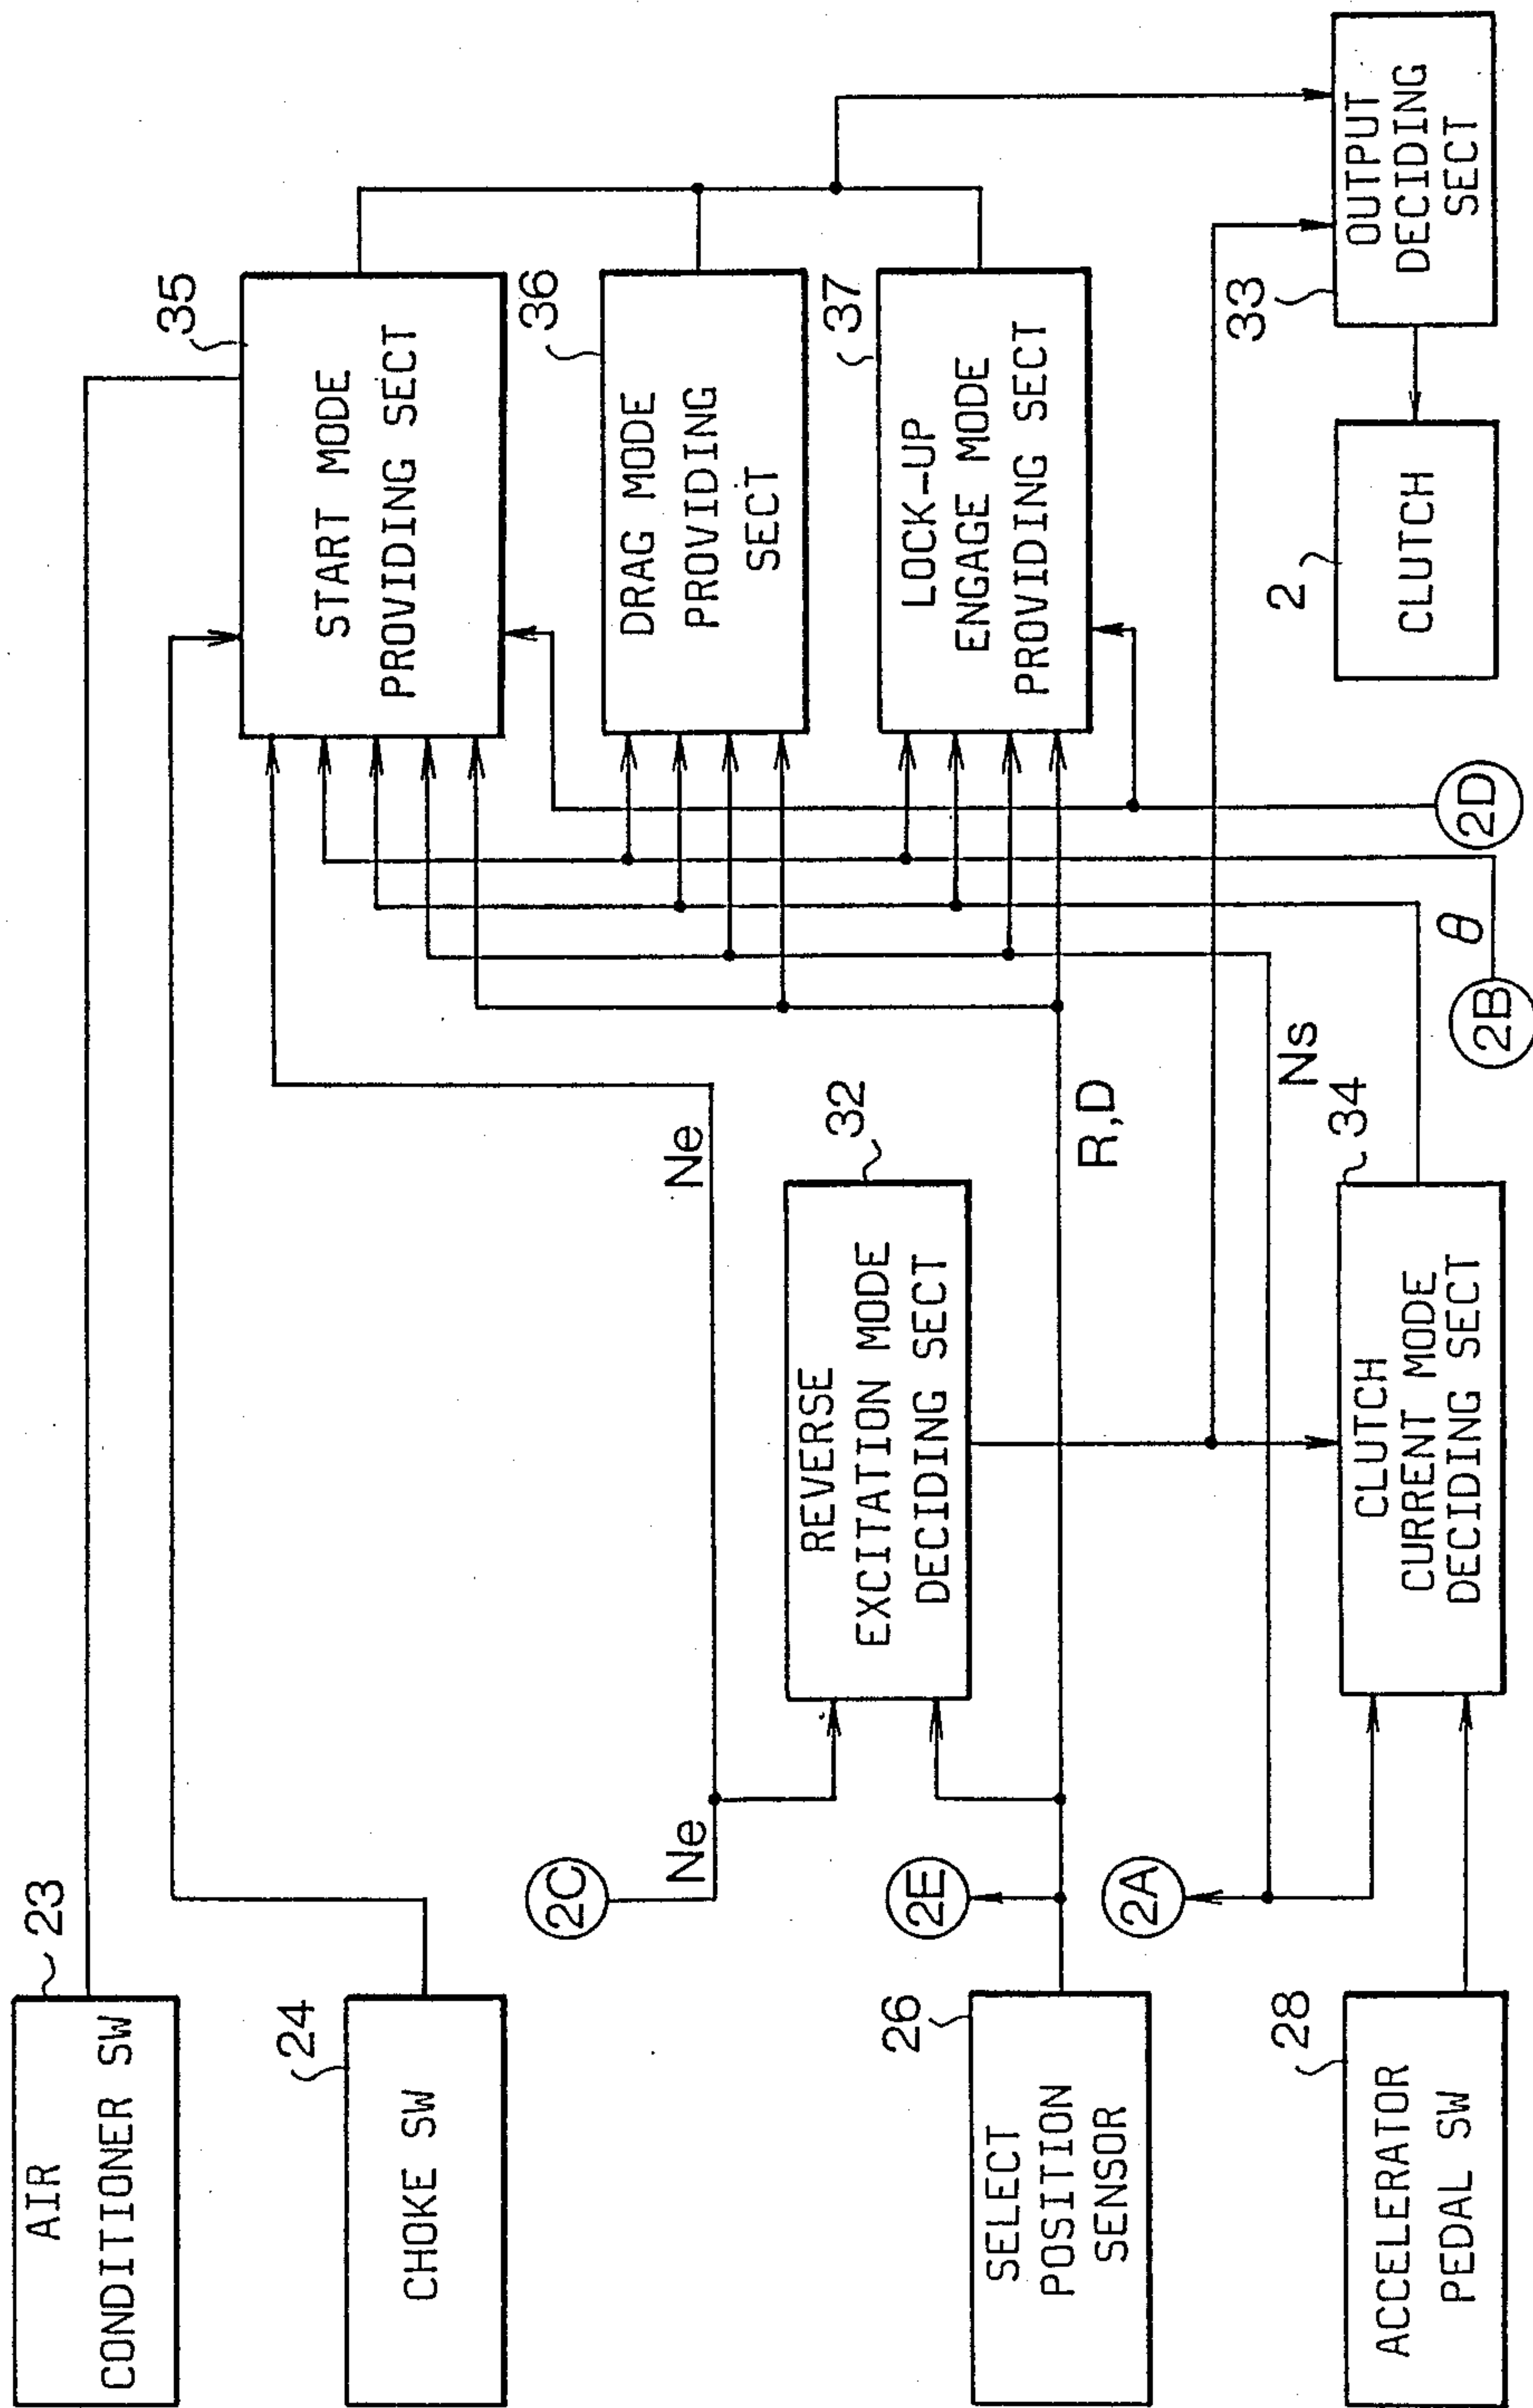 AIR
CONDITIONER SW
23
CHOKE SW
24
SELECT
POSITION
SENSOR
26
ACCELERATOR
PEDAL SW
28
2C
Ne
2E
2A
REVERSE
EXCITATION MODE
DECIDING SECT
32
Ne
R,D
CLUTCH
CURRENT MODE
DECIDING SECT
34
Ns
2B
θ
2D
START MODE
PROVIDING SECT
35
DRAG MODE
PROVIDING
SECT
36
LOCK-UP
ENGAGE MODE
PROVIDING SECT
37
CLUTCH
2
OUTPUT
DECIDING
SECT
33